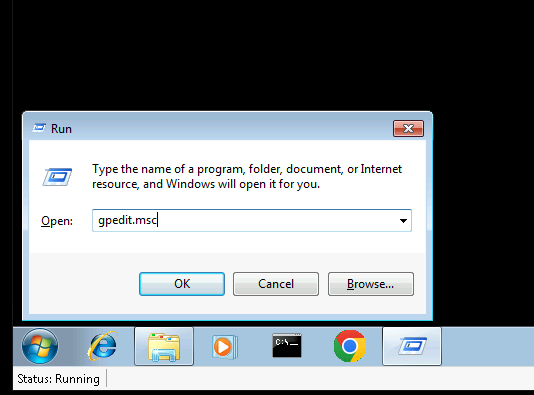 Run
Type the name of a program, folder, document, or Internet
resource, and Windows will open it for you.
Open:
gpedit.msc
OK
Cancel
Browse...
C:\_
Status: Running